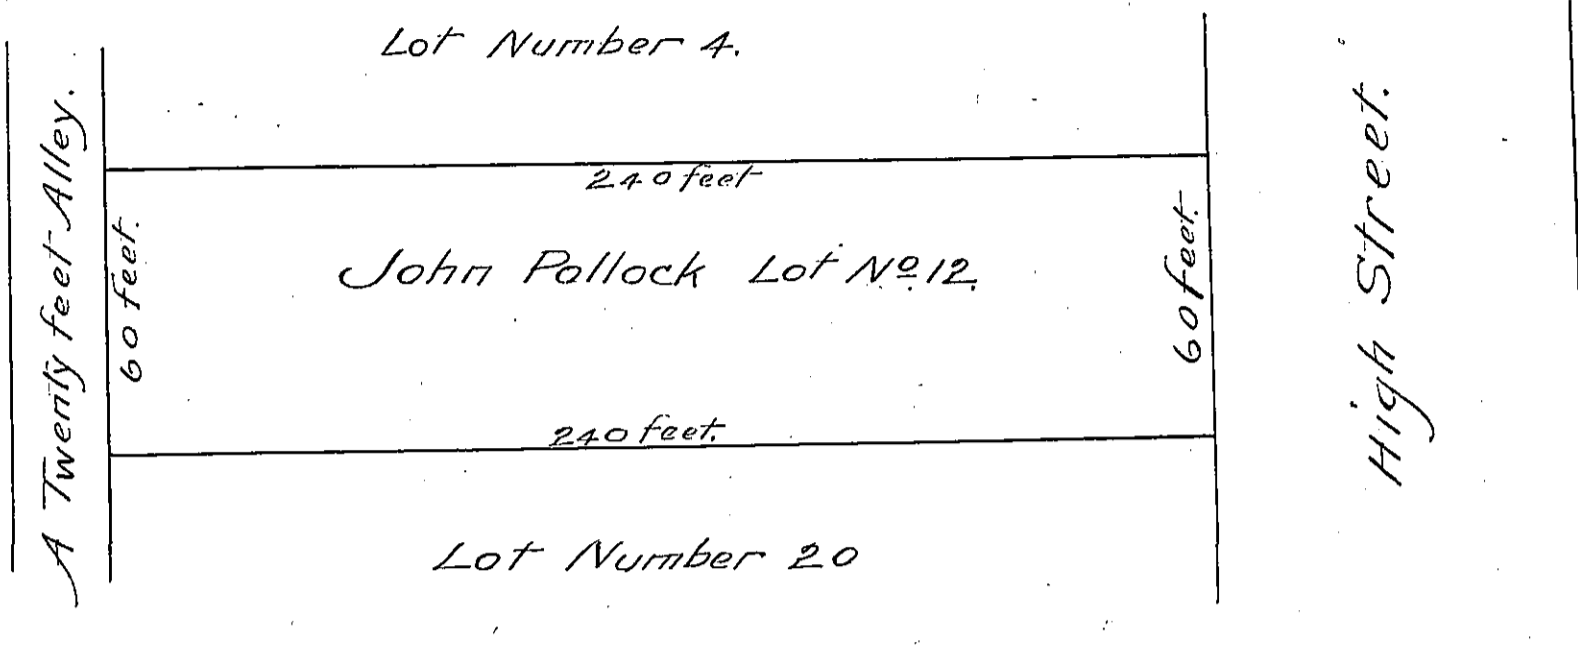 Lot Number 4.
A Twenty feet Alley.
240 feet
60 feet.
John Pollock Lot Nº 12.
60 feet.
High Street.
240 feet.
Lot Number 20